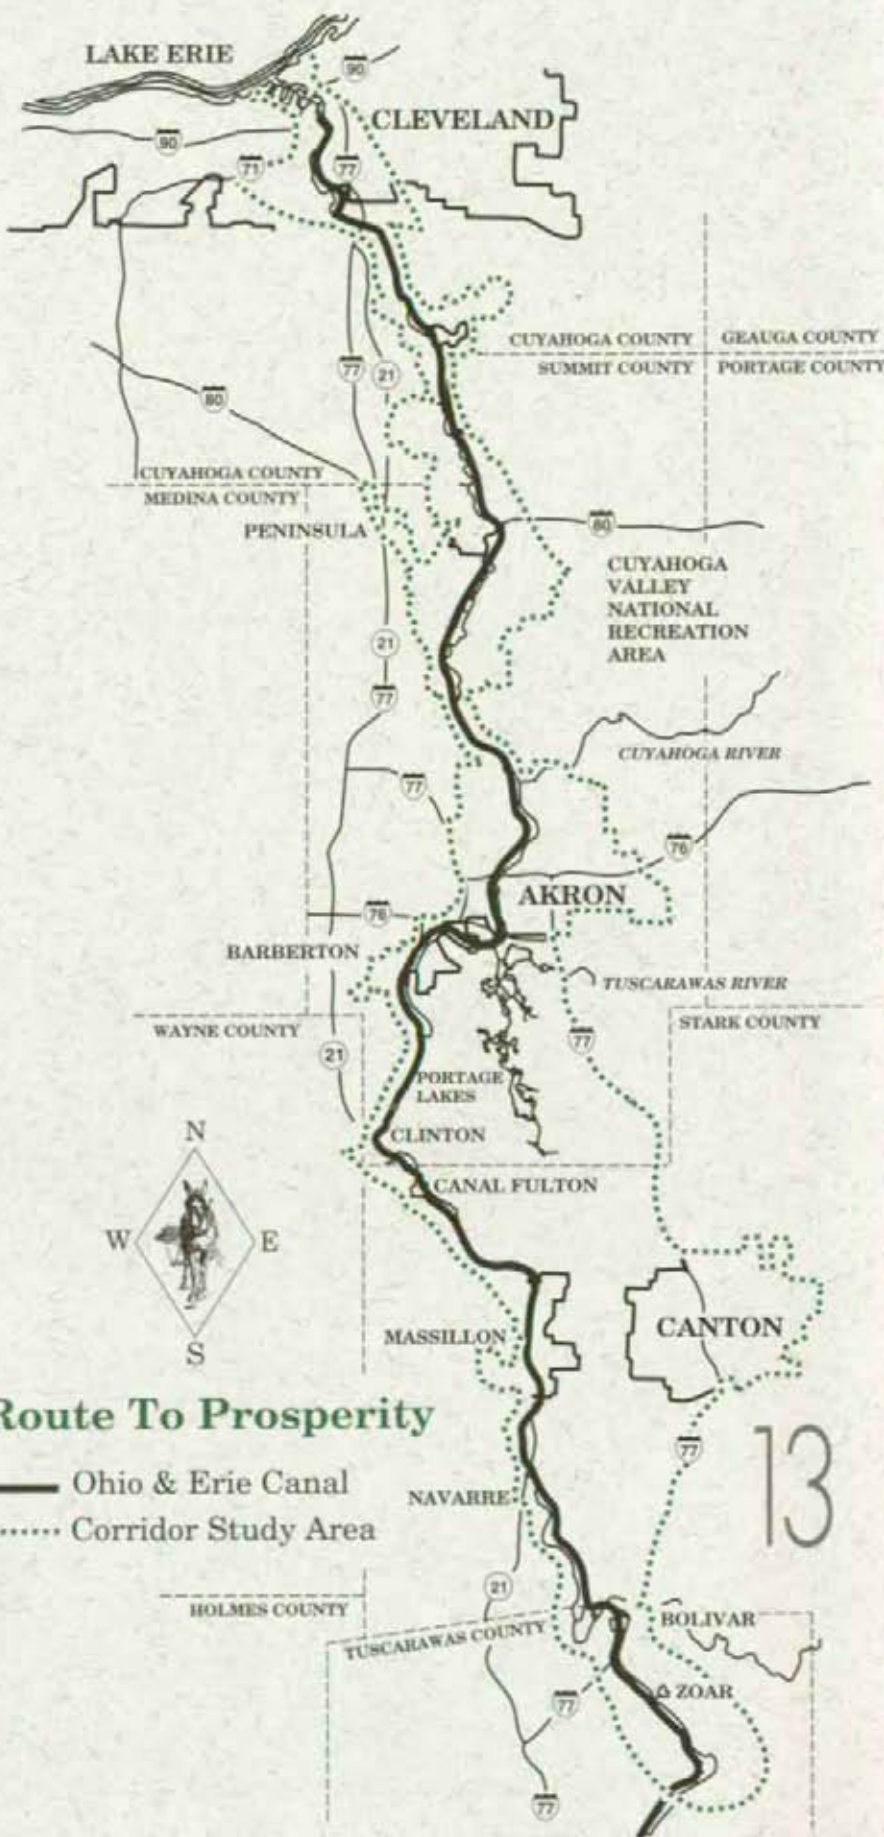 LAKE ERIE
90
CLEVELAND
90
71
77
CUYAHOGA COUNTY
GEAUGA COUNTY
SUMMIT COUNTY
PORTAGE COUNTY
77
21
80
CUYAHOGA COUNTY
MEDINA COUNTY
PENINSULA
80
CUYAHOGA
VALLEY
NATIONAL
RECREATION
AREA
21
77
CUYAHOGA RIVER
77
76
AKRON
76
BARBERTON
TUSCARAWAS RIVER
WAYNE COUNTY
STARK COUNTY
77
21
PORTAGE
LAKES
CLINTON
CANAL FULTON
N
W
E
S
MASSILLON
CANTON
Route To Prosperity
77
13
Ohio & Erie Canal
NAVARRE
Corridor Study Area
21
HOLMES COUNTY
BOLIVAR
TUSCARAWAS COUNTY
ZOAR
77
77